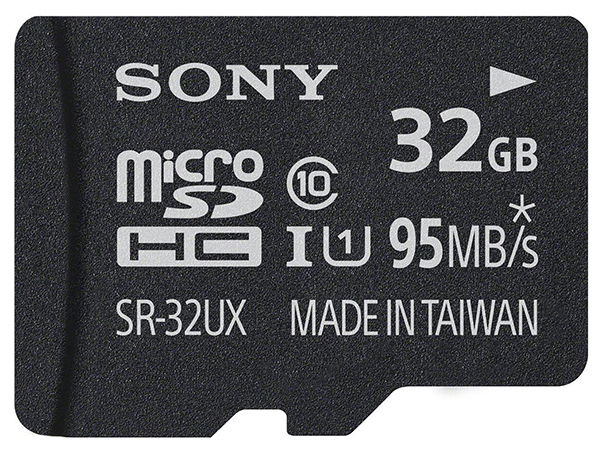 SONY
32GB
micro
SD
HC
10
I U1
95MB/s*
SR-32UX
MADE IN TAIWAN